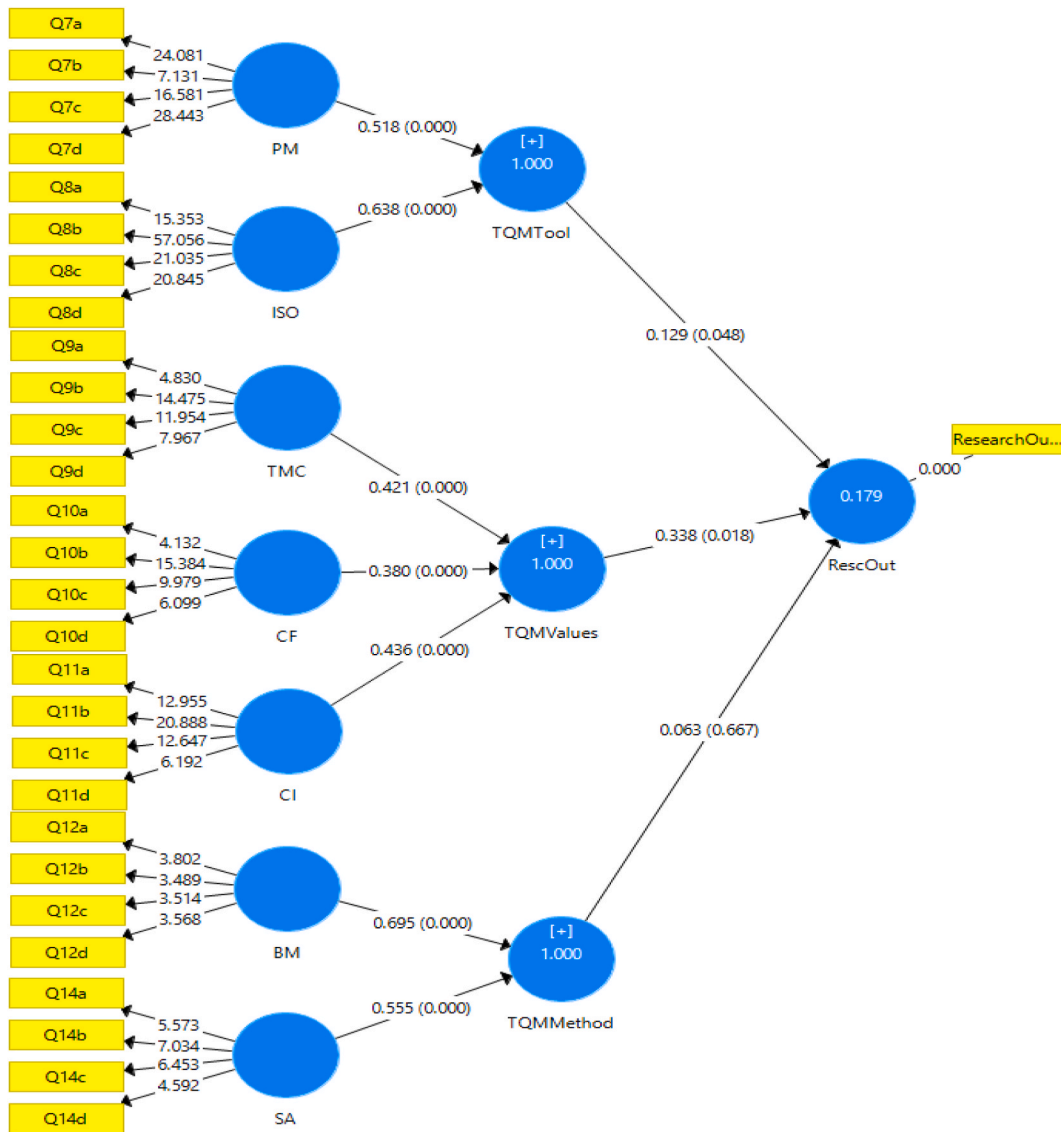 Q7a
Q7b
Q7c
Q7d
24.081
7.131
16.581
28.443
PM
0.518 (0.000)
Q8a
Q8b
Q8c
Q8d
15.353
57.056
21.035
20.845
ISO
0.638 (0.000)
[+]
1.000
TQMTool
0.129 (0.048)
Q9a
Q9b
Q9c
Q9d
4.830
14.475
11.954
7.967
TMC
0.421 (0.000)
Q10a
Q10b
Q10c
Q10d
4.132
15.384
9.979
6.099
CF
0.380 (0.000)
Q11a
Q11b
Q11c
Q11d
12.955
20.888
12.647
6.192
CI
0.436 (0.000)
[+]
1.000
TQMValues
0.338 (0.018)
Q12a
Q12b
Q12c
Q12d
3.802
3.489
3.514
3.568
BM
0.695 (0.000)
Q14a
Q14b
Q14c
Q14d
5.573
7.034
6.453
4.592
SA
0.555 (0.000)
[+]
1.000
TQMMethod
0.063 (0.667)
0.179
RescOut
0.000
ResearchOu...